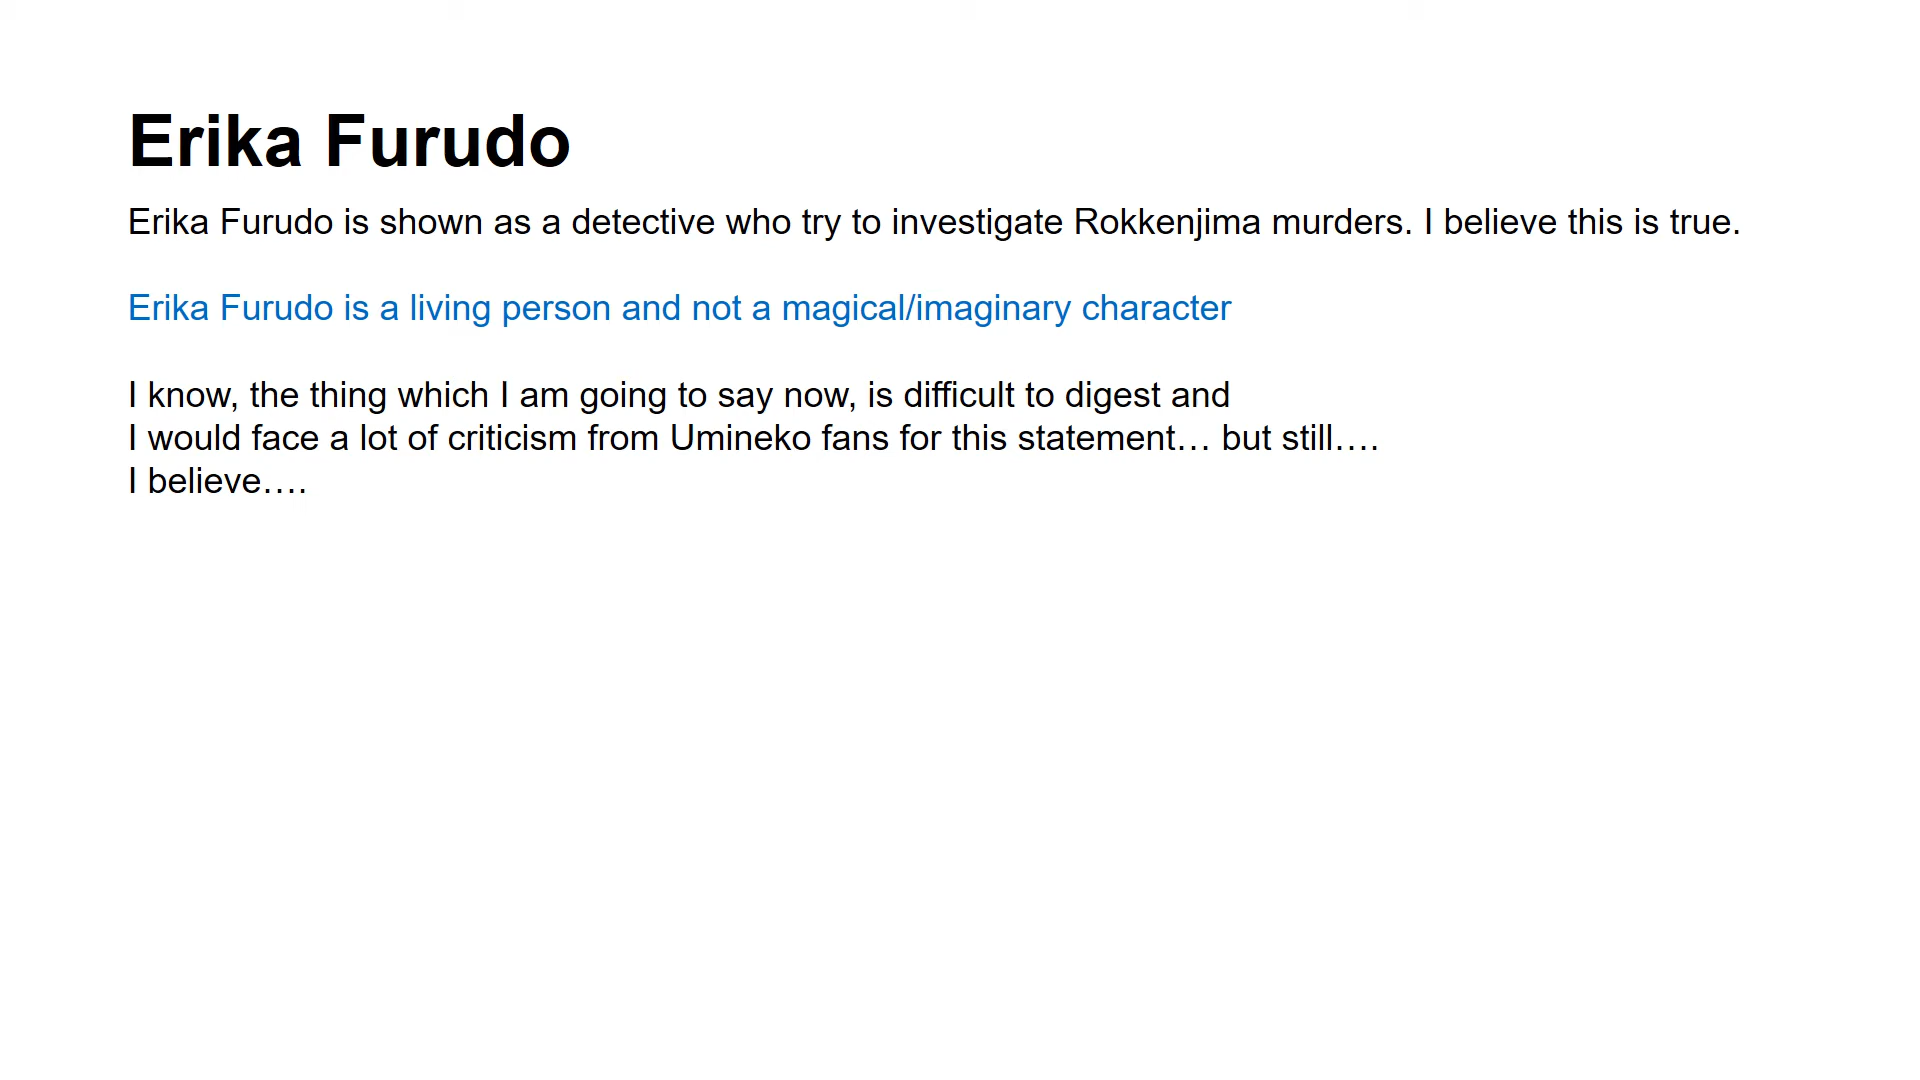 Erika Furudo
Erika Furudo is shown as a detective who try to investigate Rokkenjima murders. I believe this is true.
Erika Furudo is a living person and not a magical/imaginary character
I know, the thing which I am going to say now, is difficult to digest and
I would face a lot of criticism from Umineko fans for this statement… but still….
I believe….